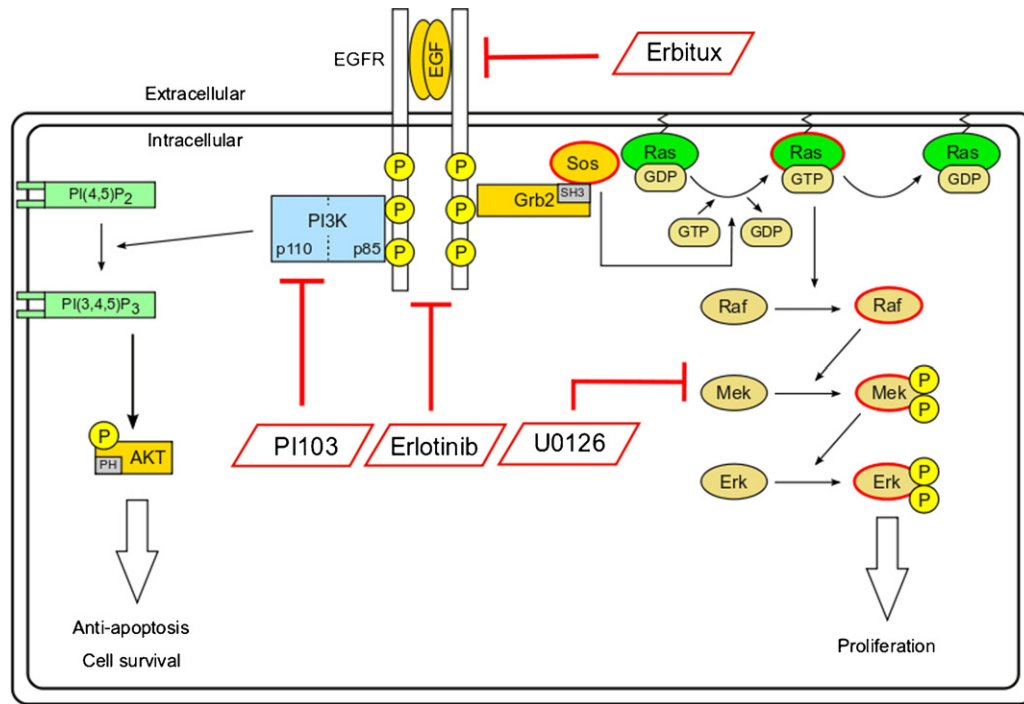 EGFR
EGF
Erbitux
Extracellular
Intracellular
P
P
P
P
P
P
PI(4,5)P2
PI3K
p110
p85
Grb2
SH3
Sos
Ras
GDP
GTP
GDP
Ras
GTP
Ras
GDP
PI(3,4,5)P3
Raf
Raf
Mek
Mek
P
P
P
AKT
PH
PI103
Erlotinib
U0126
Erk
Erk
P
P
Anti-apoptosis
Cell survival
Proliferation